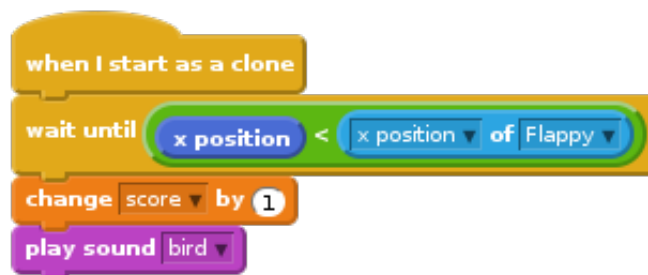 when I start as a clone
wait until x position < x position of Flappy
change score by 1
play sound bird